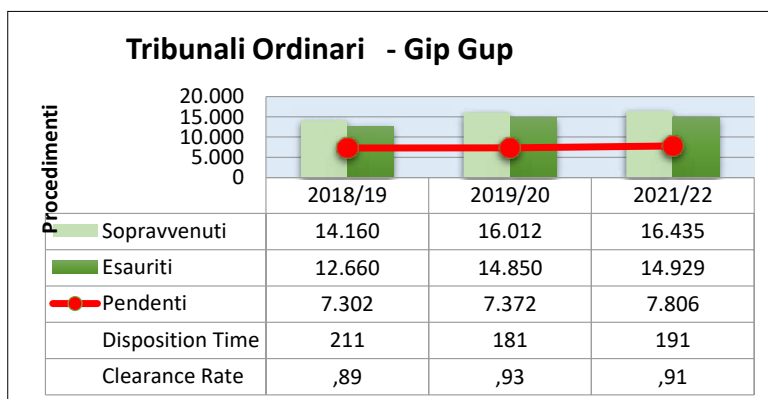 Tribunali Ordinari - Gip Gup
Procedimenti
20.000
15.000
10.000
5.000
0
2018/19 2019/20 2021/22
Sopravvenuti 14.160 16.012 16.435
Esauriti 12.660 14.850 14.929
Pendenti 7.302 7.372 7.806
Disposition Time 211 181 191
Clearance Rate ,89 ,93 ,91